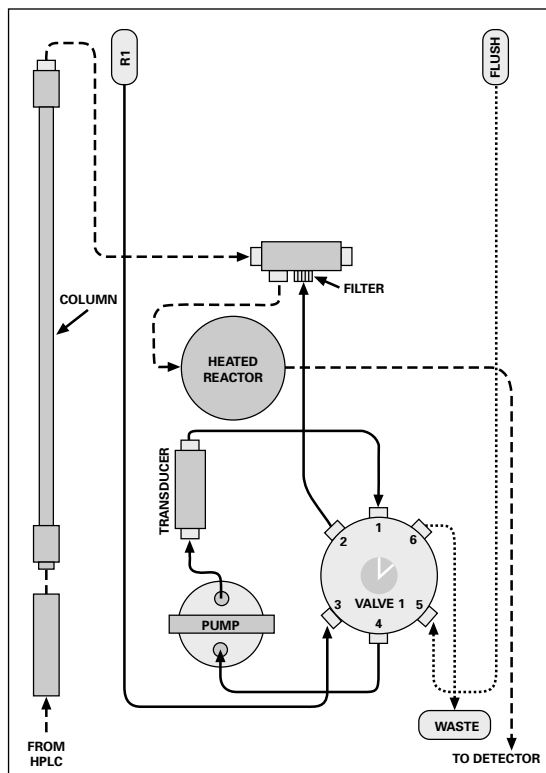 R1
FLUSH
FILTER
COLUMN
HEATED
REACTOR
TRANSDUCER
1
2
6
3
VALVE 1
5
4
PUMP
WASTE
FROM
HPLC
TO DETECTOR